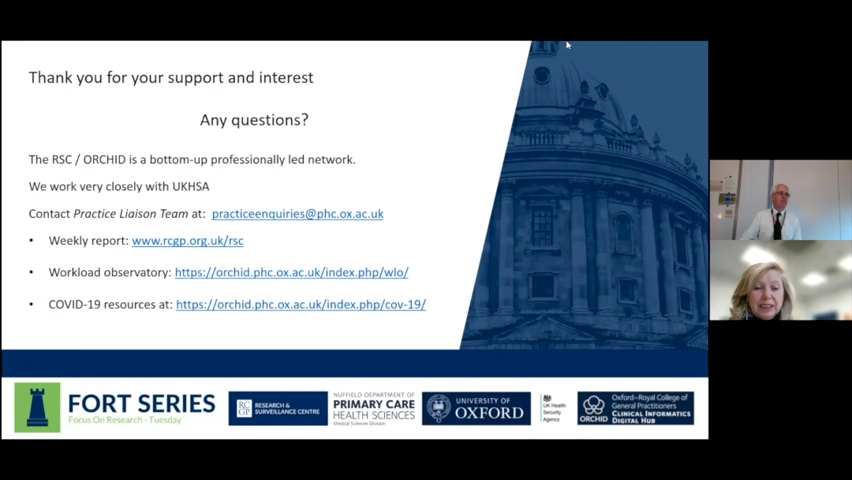 Thank you for your support and interest
Any questions?
The RSC / ORCHID is a bottom-up professionally led network.
We work very closely with UKHSA
Contact Practice Liaison Team at: practiceenquiries@phc.ox.ac.uk
• Weekly report: www.rcgp.org.uk/rsc
• Workload observatory: https://orchid.phc.ox.ac.uk/index.php/wlo/
• COVID-19 resources at: https://orchid.phc.ox.ac.uk/index.php/cov-19/
FORT SERIES
Focus On Research - Tuesday
RC
GP
RESEARCH &
SURVEILLANCE CENTRE
NUFFIELD DEPARTMENT OF
PRIMARY CARE
HEALTH SCIENCES
Medical Sciences Division
UNIVERSITY OF
OXFORD
UK Health
Security
Agency
ORCHID
Oxford-Royal College of
General Practitioners
CLINICAL INFORMATICS
DIGITAL HUB